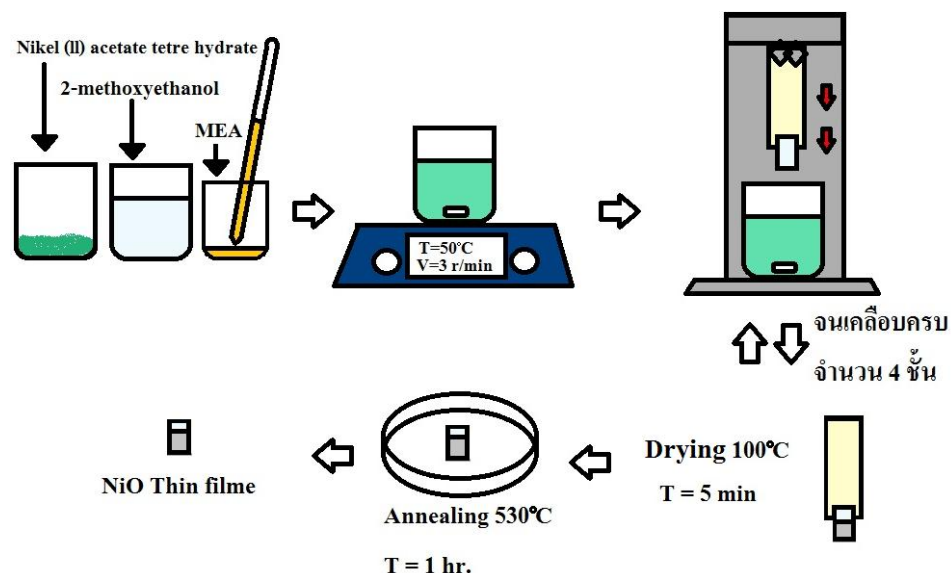 Nikel (ll) acetate tetre hydrate
2-methoxyethanol
MEA
T=50°C
V=3 r/min
จนเคลือบครบ
จำนวน 4 ชั้น
Drying 100°C
T = 5 min
Annealing 530°C
T = 1 hr.
NiO Thin filme